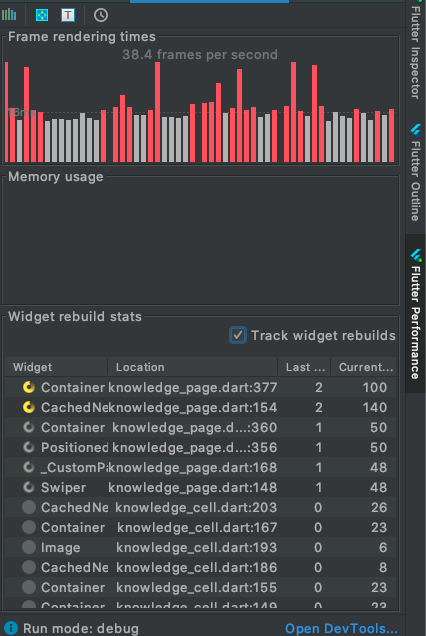 T
Frame rendering times
38.4 frames per second
Memory usage
Widget rebuild stats
Track widget rebuilds
Widget Location Last ... Current...
Container knowledge_page.dart:377 2 100
CachedNe knowledge_page.dart:154 2 140
Container knowledge_page.d...:360 1 50
Positioned knowledge_page.d...:356 1 50
_CustomPa knowledge_page.dart:168 1 48
Swiper knowledge_page.dart:148 1 48
CachedNe knowledge_cell.dart:203 0 26
Container knowledge_cell.dart:167 0 23
Image knowledge_cell.dart:193 0 6
CachedNe knowledge_cell.dart:186 0 8
Container knowledge_cell.dart:155 0 23
Container knowledge_cell.dart:149 0 23
Run mode: debug
Open DevTools...
Flutter Inspector
Flutter Outline
Flutter Performance